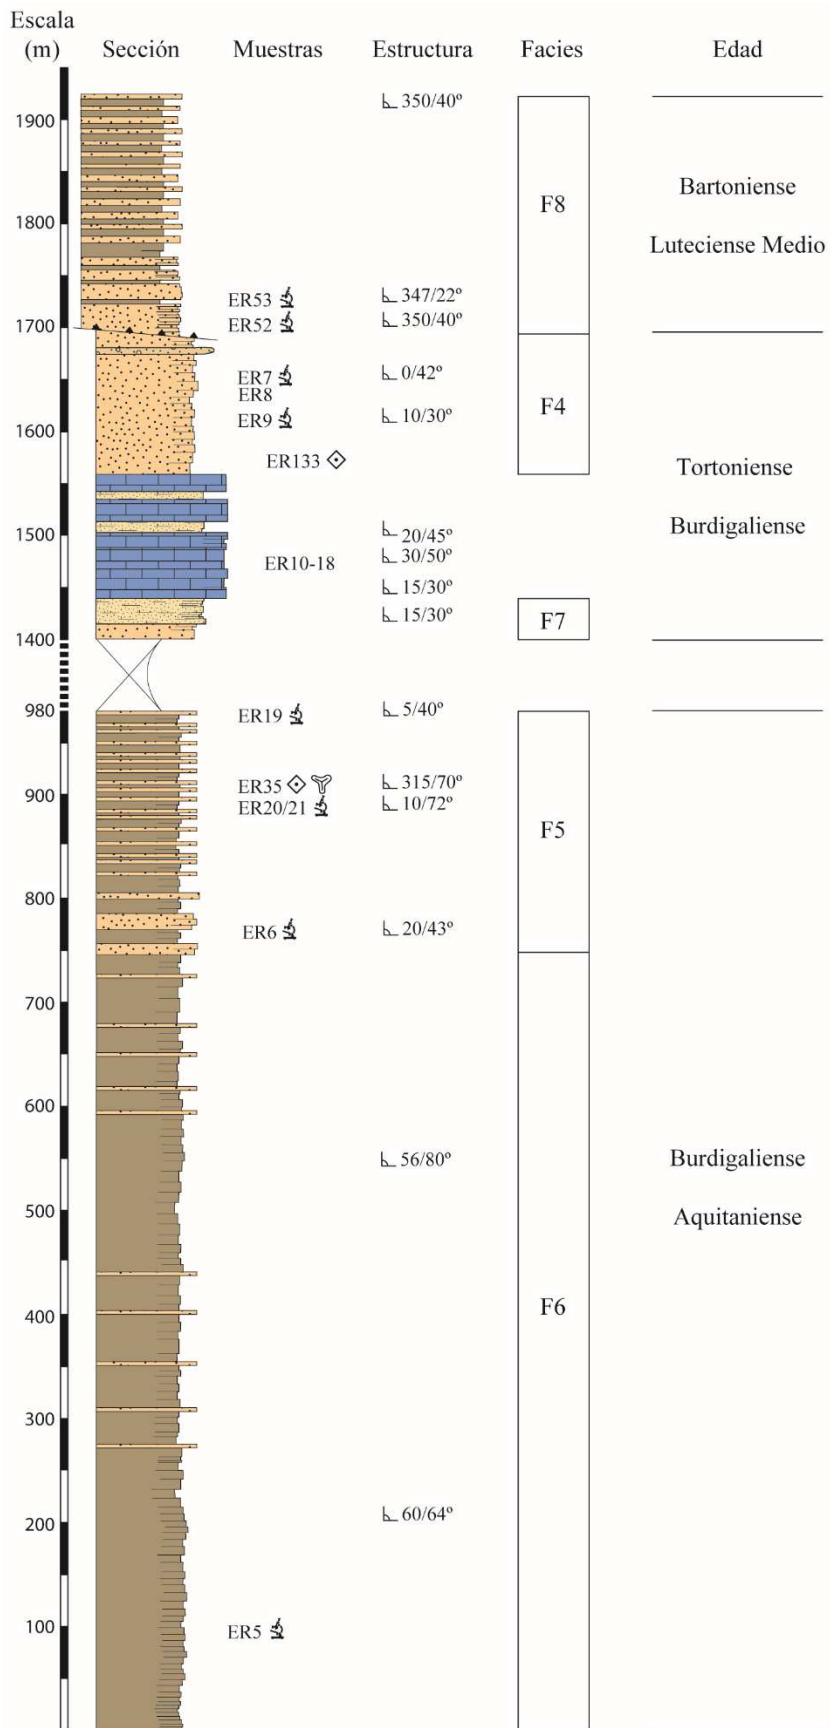 Escala
(m) Sección Muestras Estructura Facies Edad
350/40º
1900
Bartoniense
F8
1800
Luteciense Medio
ER53 347/22º
ER52 350/40º
1700
ER7 0/42º
ER8
F4
ER9 10/30º
1600
ER133 Tortoniense
1500 Burdigaliense
20/45º
ER10-18 30/50º
15/30º
15/30º F7
1400
980 ER19 5/40º
ER35 315/70º
900
ER20/21 10/72º
F5
800
ER6 20/43º
700
600
56/80º Burdigaliense
500 Aquitaniense
400 F6
300
200 60/64º
100 ER5